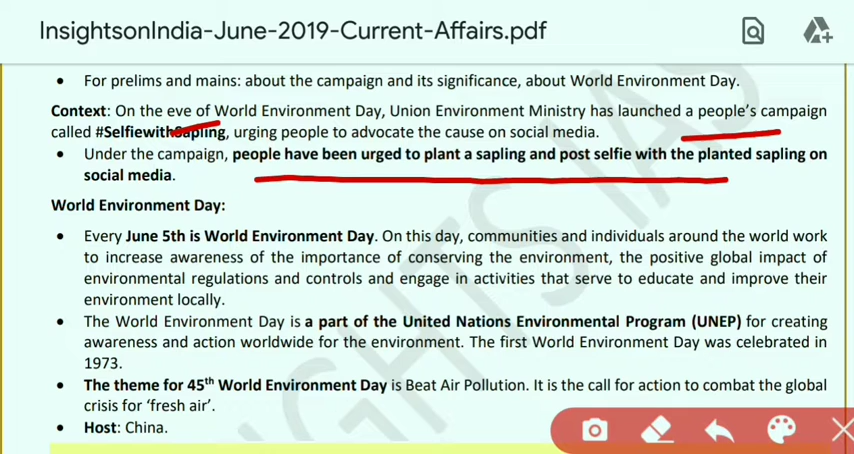 InsightsonIndia-June-2019-Current-Affairs.pdf
• For prelims and mains: about the campaign and its significance, about World Environment Day.
Context: On the eve of World Environment Day, Union Environment Ministry has launched a people's campaign
called #SelfiewithSapling, urging people to advocate the cause on social media.
• Under the campaign, people have been urged to plant a sapling and post selfie with the planted sapling on
social media.
World Environment Day:
• Every June 5th is World Environment Day. On this day, communities and individuals around the world work
to increase awareness of the importance of conserving the environment, the positive global impact of
environmental regulations and controls and engage in activities that serve to educate and improve their
environment locally.
• The World Environment Day is a part of the United Nations Environmental Program (UNEP) for creating
awareness and action worldwide for the environment. The first World Environment Day was celebrated in
1973.
• The theme for 45th World Environment Day is Beat Air Pollution. It is the call for action to combat the global
crisis for 'fresh air'.
• Host: China.
INSIGHTS IAS